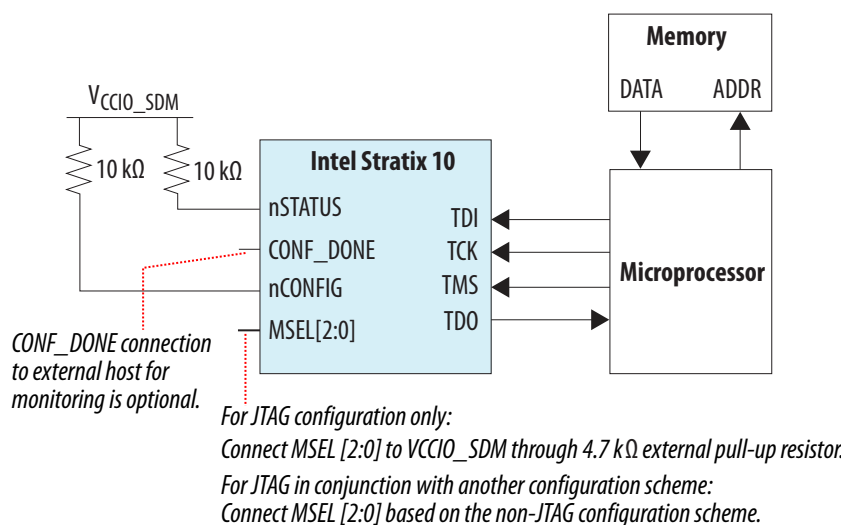 Memory
DATA ADDR
VCCIO_SDM
10 kΩ
10 kΩ
Intel Stratix 10
nSTATUS
CONF_DONE
nCONFIG
MSEL[2:0]
TDI
TCK
TMS
TDO
Microprocessor
CONF_DONE connection
to external host for
monitoring is optional.
For JTAG configuration only:
Connect MSEL [2:0] to VCCIO_SDM through 4.7 kΩ external pull-up resistor.
For JTAG in conjunction with another configuration scheme:
Connect MSEL [2:0] based on the non-JTAG configuration scheme.